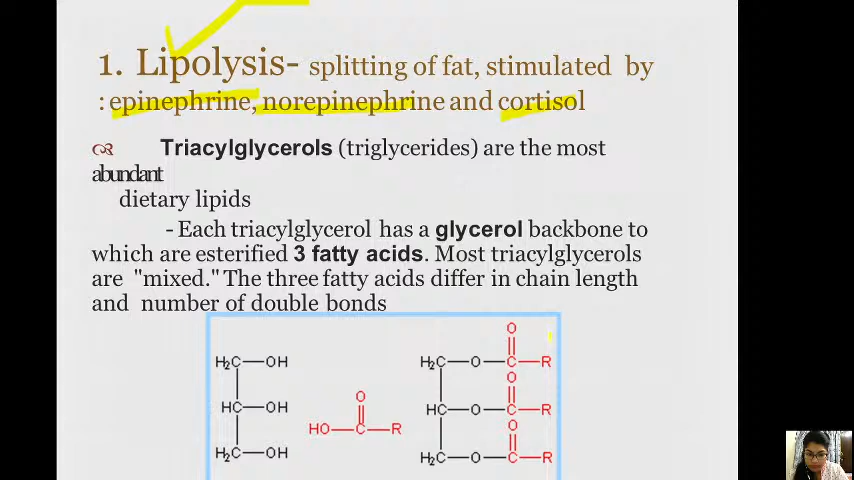 1. Lipolysis- splitting of fat, stimulated by
: epinephrine, norepinephrine and cortisol
Triacylglycerols (triglycerides) are the most
abundant
dietary lipids
- Each triacylglycerol has a glycerol backbone to
which are esterified 3 fatty acids. Most triacylglycerols
are "mixed." The three fatty acids differ in chain length
and number of double bonds
H₂C—OH
HC—OH
H₂C—OH
O
HO—C—R
O
H₂C—O—C—R
O
HC—O—C—R
O
H₂C—O—C—R